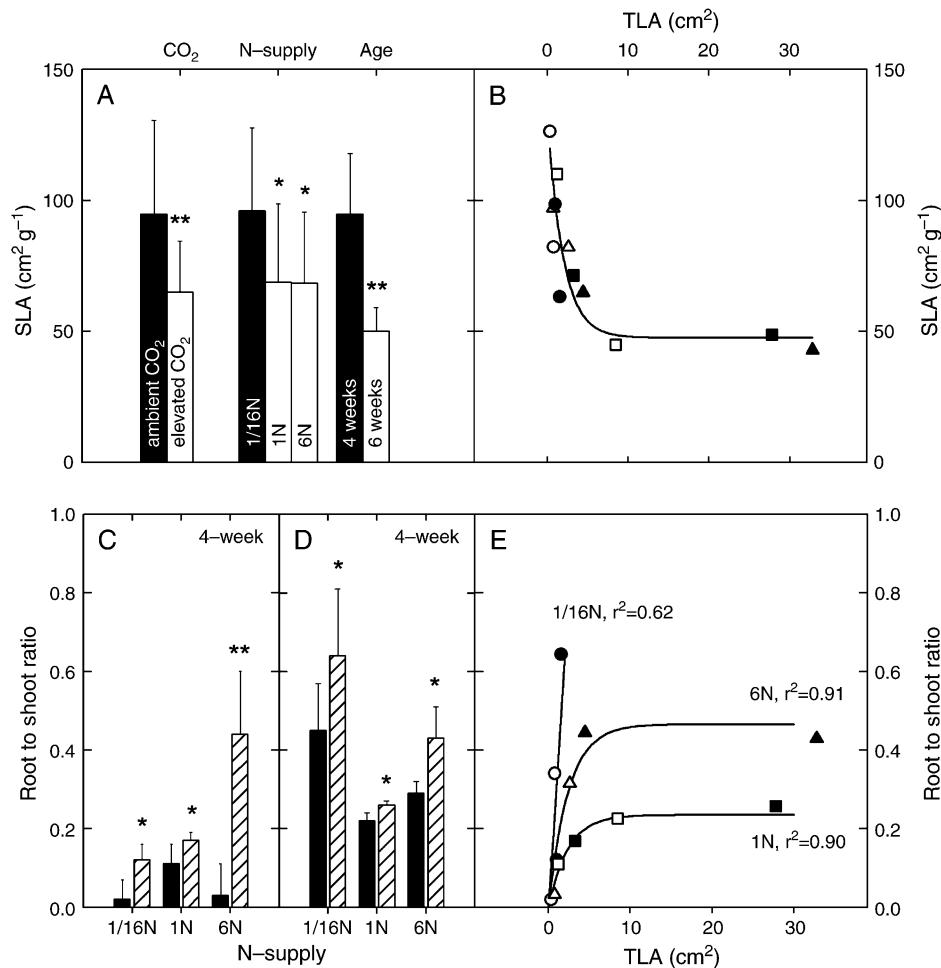 TLA (cm²)
CO₂ N–supply Age 0 10 20 30
150 A B 150
** * * **
100 100
SLA (cm² g⁻¹) SLA (cm² g⁻¹)
50 50
ambient CO₂ elevated CO₂ 1/16N 1N 6N 4 weeks 6 weeks
0 0
1.0 C 4–week D 4–week E 1.0
0.8 * 0.8
1/16N, r²=0.62
** *
0.6 0.6
6N, r²=0.91
Root to shoot ratio Root to shoot ratio
0.4 0.4
* * *
0.2 0.2
1N, r²=0.90
0.0 0.0
1/16N 1N 6N 1/16N 1N 6N 0 10 20 30
N–supply TLA (cm²)